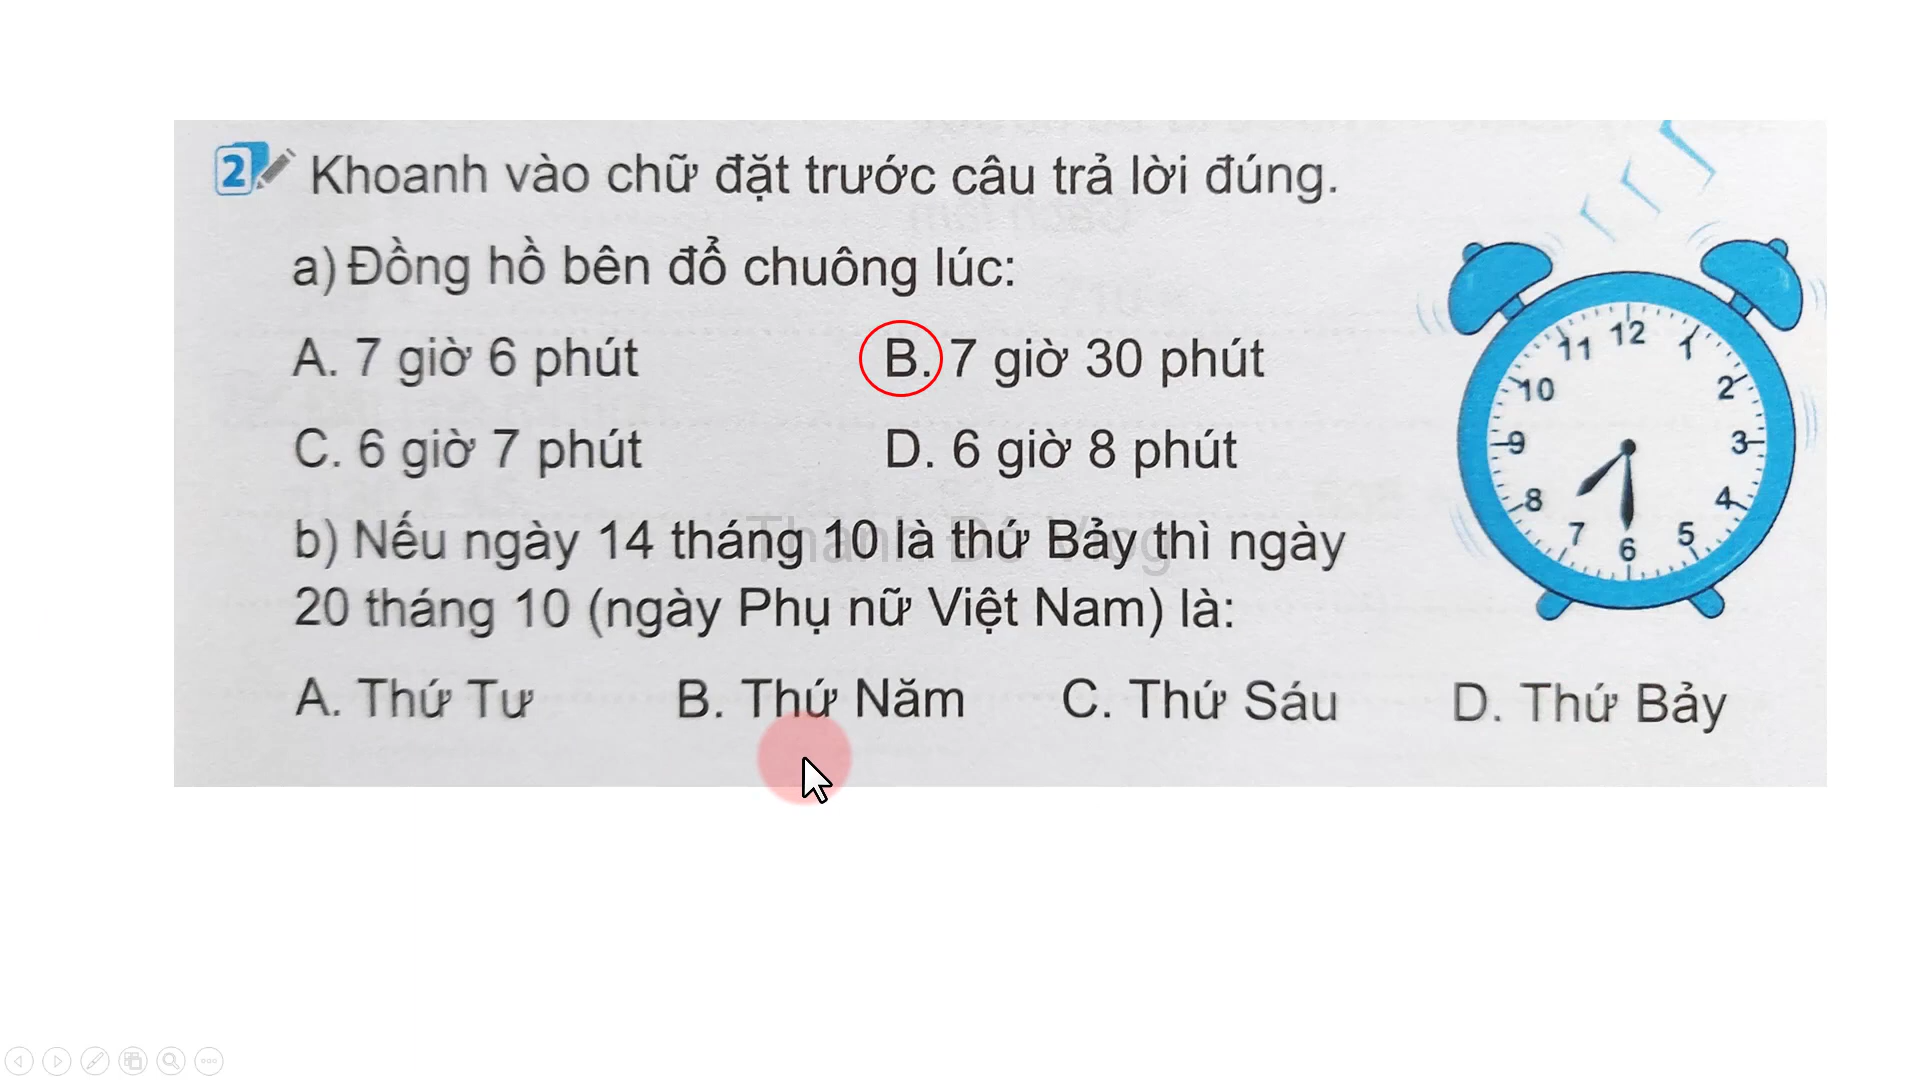 2 Khoanh vào chữ đặt trước câu trả lời đúng.
a) Đồng hồ bên đổ chuông lúc:
A. 7 giờ 6 phút B. 7 giờ 30 phút
C. 6 giờ 7 phút D. 6 giờ 8 phút
b) Nếu ngày 14 tháng 10 là thứ Bảy thì ngày
20 tháng 10 (ngày Phụ nữ Việt Nam) là:
A. Thứ Tư B. Thứ Năm C. Thứ Sáu D. Thứ Bảy
12
11 1
10 2
9 3
8 4
7 5
6